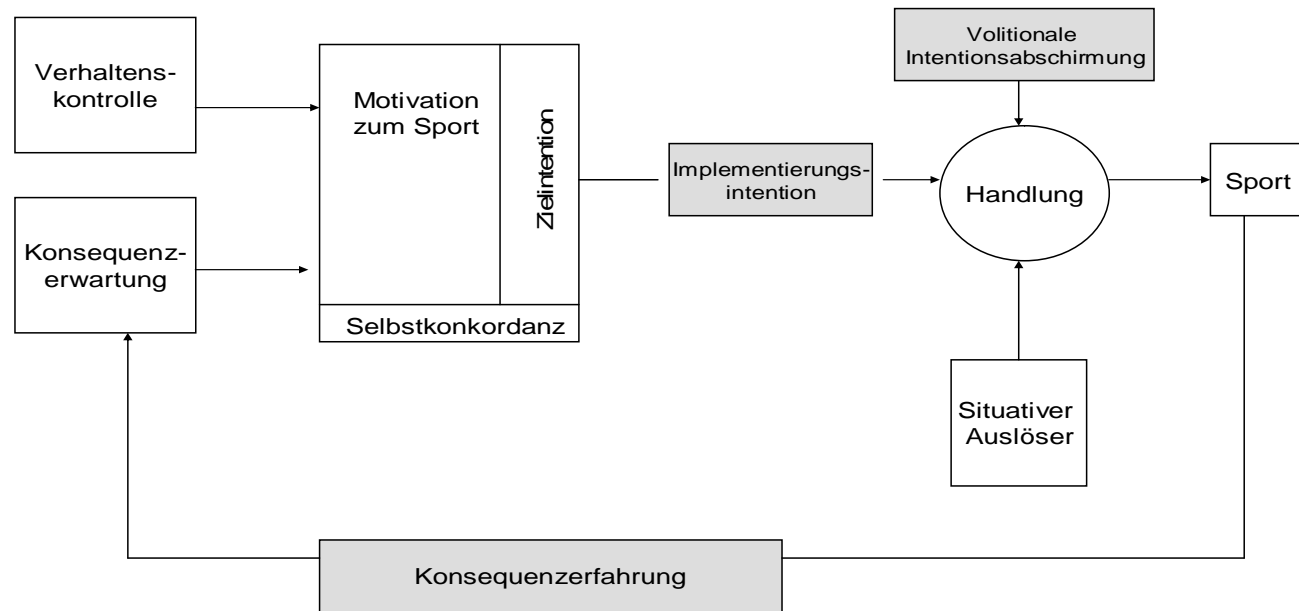 Verhaltens-
kontrolle
Konsequenz-
erwartung
Motivation
zum Sport
Zielintention
Selbstkonkordanz
Implementierungs-
intention
Volitionale
Intentionsabschirmung
Handlung
Situativer
Auslöser
Sport
Konsequenzerfahrung